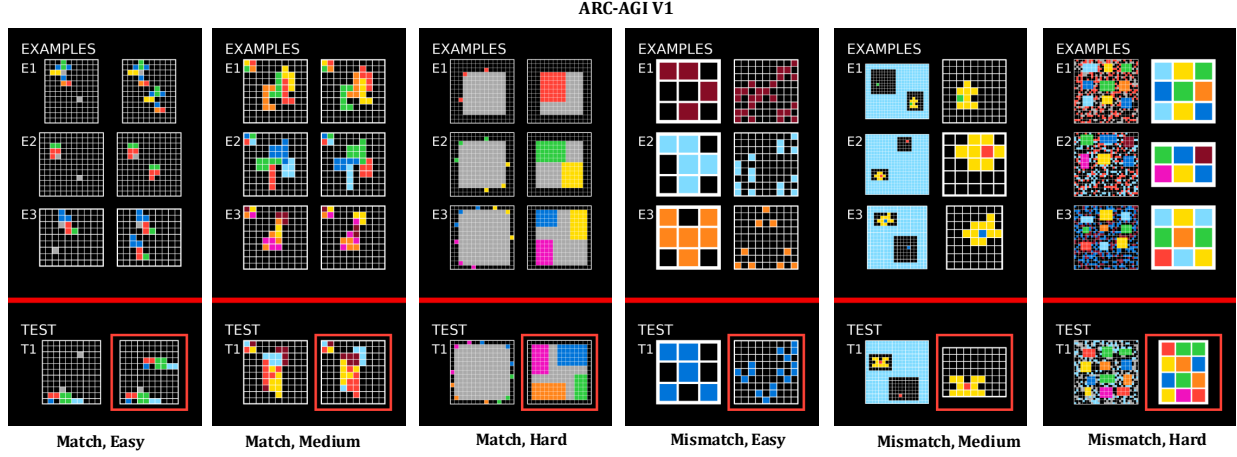 ARC-AGI V1
EXAMPLES
E1
E2
E3
TEST
T1
Match, Easy
EXAMPLES
E1
E2
E3
TEST
T1
Match, Medium
EXAMPLES
E1
E2
E3
TEST
T1
Match, Hard
EXAMPLES
E1
E2
E3
TEST
T1
Mismatch, Easy
EXAMPLES
E1
E2
E3
TEST
T1
Mismatch, Medium
EXAMPLES
E1
E2
E3
TEST
T1
Mismatch, Hard